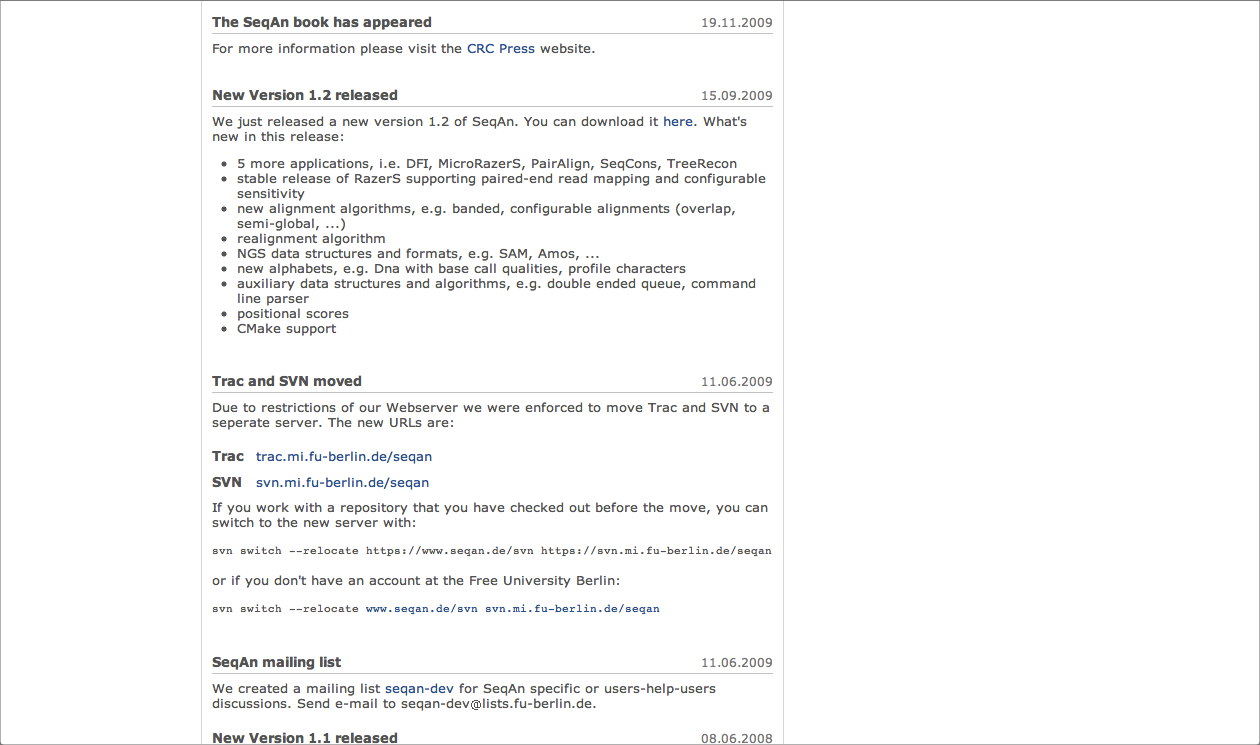 The SeqAn book has appeared 19.11.2009
For more information please visit the CRC Press website.
New Version 1.2 released 15.09.2009
We just released a new version 1.2 of SeqAn. You can download it here. What's
new in this release:
• 5 more applications, i.e. DFI, MicroRazerS, PairAlign, SeqCons, TreeRecon
• stable release of RazerS supporting paired-end read mapping and configurable
sensitivity
• new alignment algorithms, e.g. banded, configurable alignments (overlap,
semi-global, ...)
• realignment algorithm
• NGS data structures and formats, e.g. SAM, Amos, ...
• new alphabets, e.g. Dna with base call qualities, profile characters
• auxiliary data structures and algorithms, e.g. double ended queue, command
line parser
• positional scores
• CMake support
Trac and SVN moved 11.06.2009
Due to restrictions of our Webserver we were enforced to move Trac and SVN to a
seperate server. The new URLs are:
Trac trac.mi.fu-berlin.de/seqan
SVN svn.mi.fu-berlin.de/seqan
If you work with a repository that you have checked out before the move, you can
switch to the new server with:
svn switch --relocate https://www.seqan.de/svn https://svn.mi.fu-berlin.de/seqan
or if you don't have an account at the Free University Berlin:
svn switch --relocate www.seqan.de/svn svn.mi.fu-berlin.de/seqan
SeqAn mailing list 11.06.2009
We created a mailing list seqan-dev for SeqAn specific or users-help-users
discussions. Send e-mail to seqan-dev@lists.fu-berlin.de.
New Version 1.1 released 08.06.2008